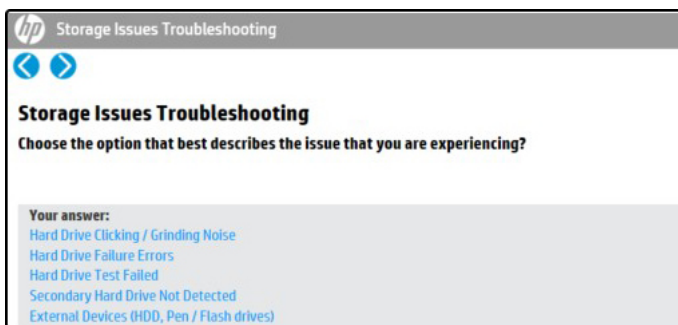 hp Storage Issues Troubleshooting
Storage Issues Troubleshooting
Choose the option that best describes the issue that you are experiencing?
Your answer:
Hard Drive Clicking / Grinding Noise
Hard Drive Failure Errors
Hard Drive Test Failed
Secondary Hard Drive Not Detected
External Devices (HDD, Pen / Flash drives)